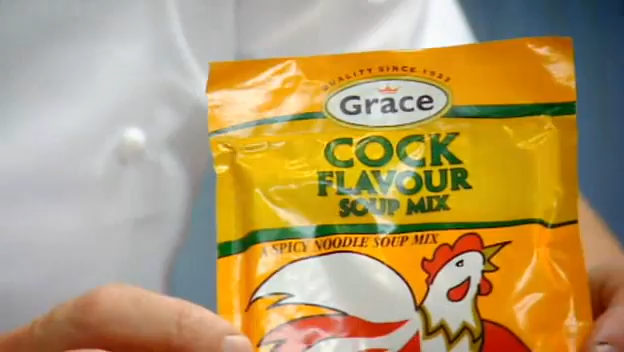 QUALITY SINCE 1922
Grace
COCK
FLAVOUR
SOUP MIX
A SPICY NOODLE SOUP MIX